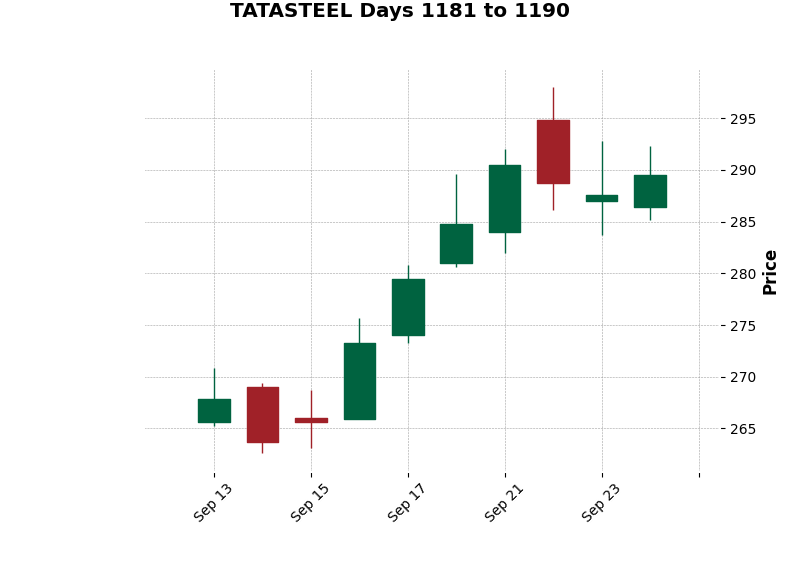 TATASTEEL Days 1181 to 1190
295
290
285
280
275
270
265
Price
Sep 13
Sep 15
Sep 17
Sep 21
Sep 23